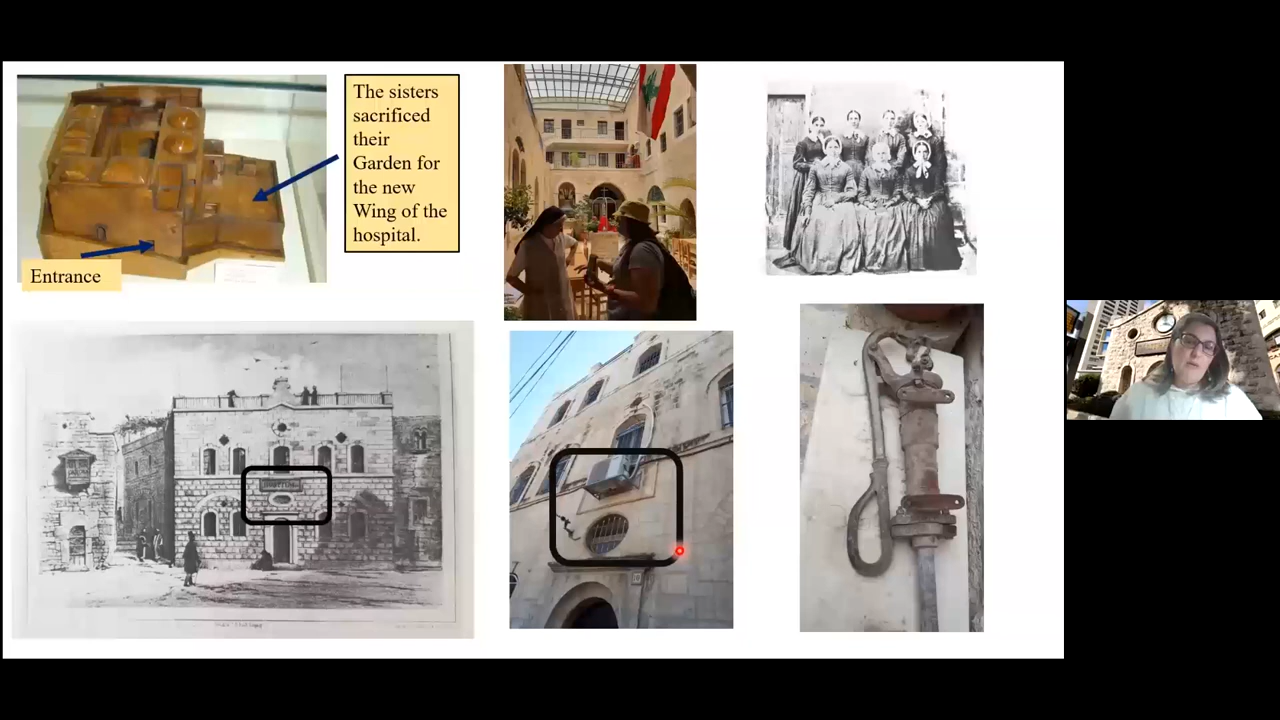 The sisters
sacrificed
their
Garden for
the new
Wing of the
hospital.
Entrance